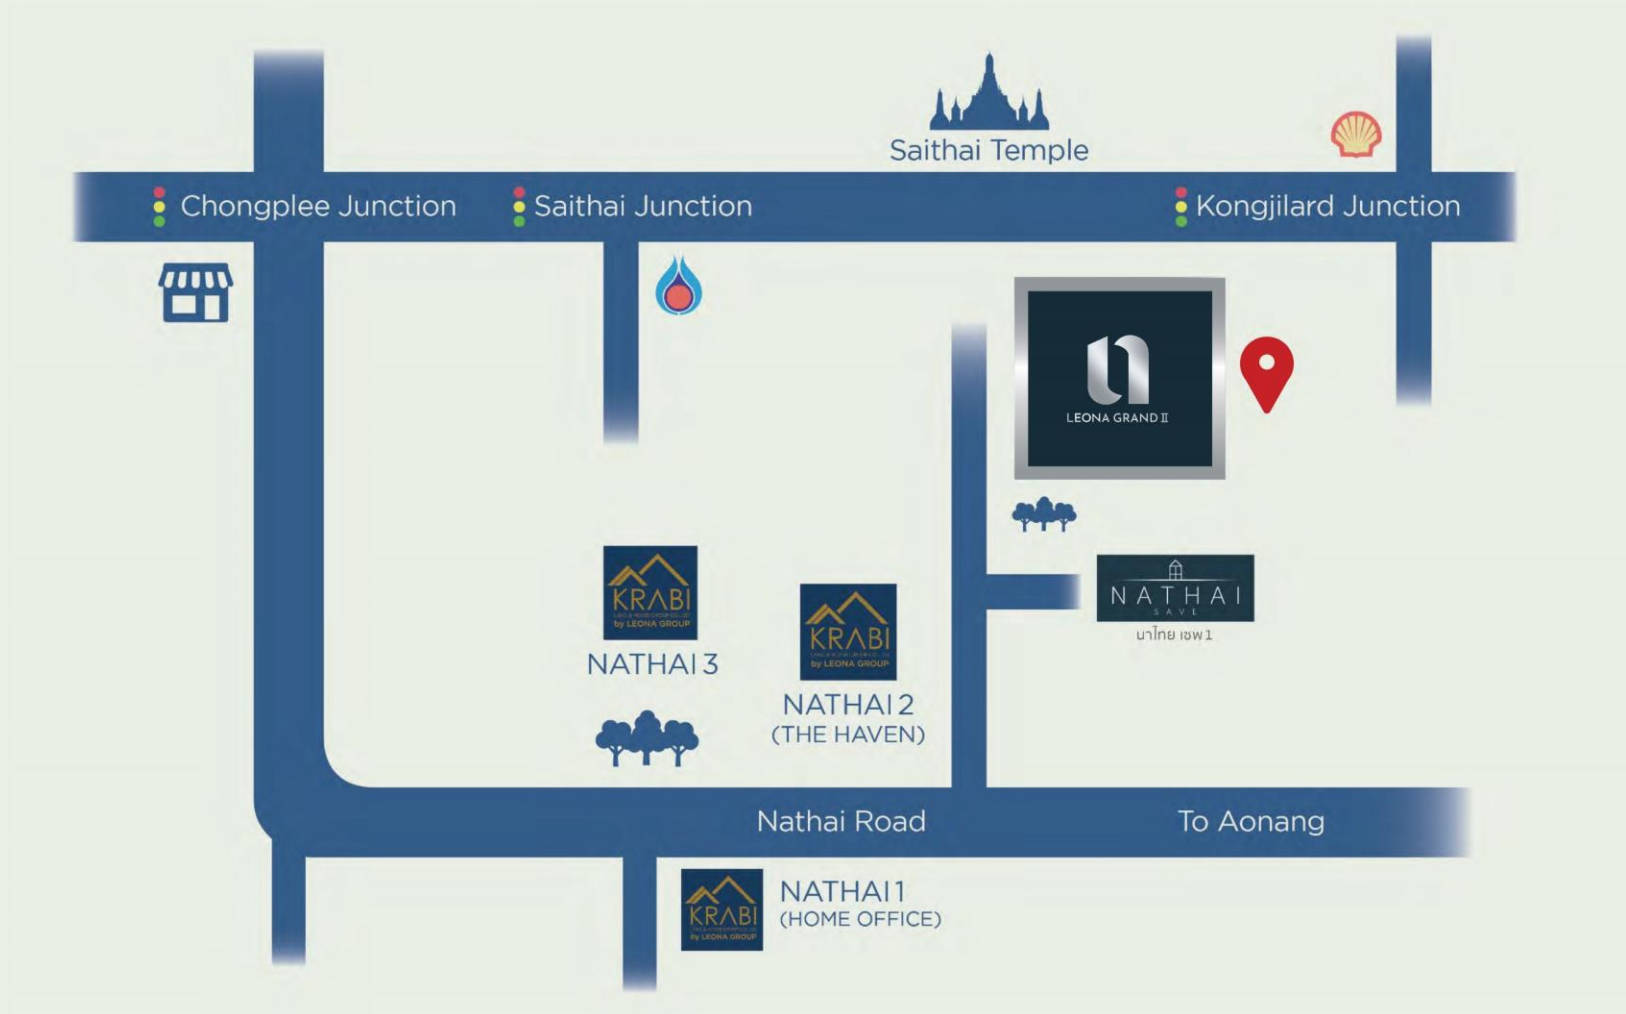 Saithai Temple
Chongplee Junction
Saithai Junction
Kongjilard Junction
LEONA GRAND II
NATHAI
SAVE
นาไทย เซฟ 1
KRABI
by LEONA GROUP
NATHAI 3
KRABI
by LEONA GROUP
NATHAI 2
(THE HAVEN)
Nathai Road
To Aonang
KRABI
by LEONA GROUP
NATHAI 1
(HOME OFFICE)